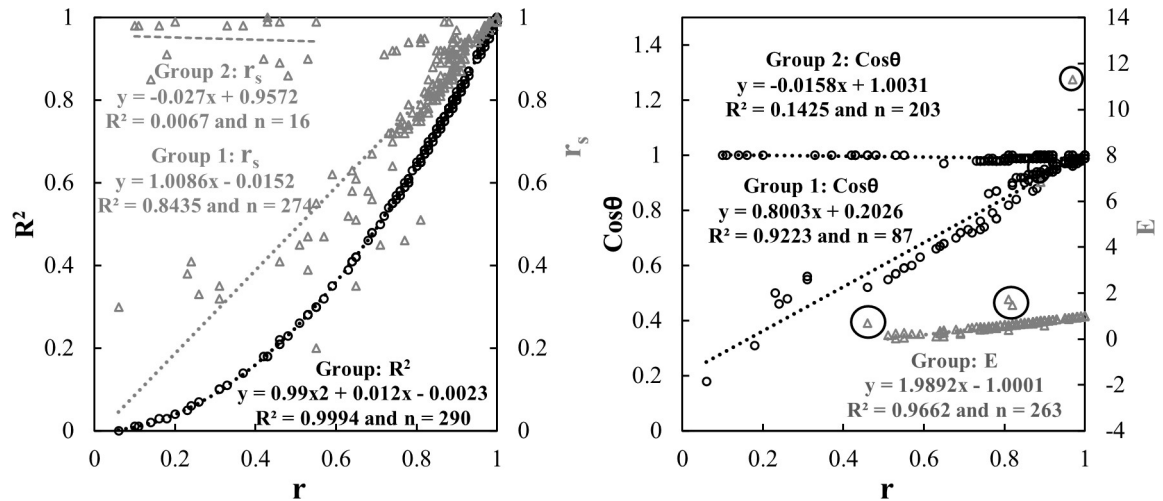 1
0.8
0.6
0.4
0.2
0
R²
0
0.2
0.4
0.6
0.8
1
r
1
0.8
0.6
0.4
0.2
0
r_s
Group 2: r_s
y = -0.027x + 0.9572
R² = 0.0067 and n = 16
Group 1: r_s
y = 1.0086x - 0.0152
R² = 0.8435 and n = 274
Group: R²
y = 0.99x2 + 0.012x - 0.0023
R² = 0.9994 and n = 290
1.4
1.2
1
0.8
0.6
0.4
0.2
0
Cosθ
0
0.2
0.4
0.6
0.8
1
r
14
12
10
8
6
4
2
0
-2
-4
E
Group 2: Cosθ
y = -0.0158x + 1.0031
R² = 0.1425 and n = 203
Group 1: Cosθ
y = 0.8003x + 0.2026
R² = 0.9223 and n = 87
Group: E
y = 1.9892x - 1.0001
R² = 0.9662 and n = 263